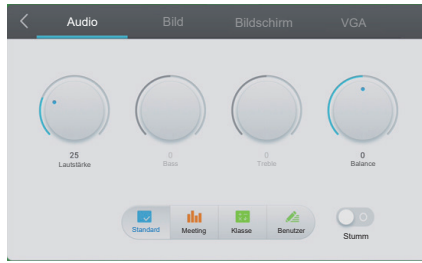 Audio Bild Bildschirm VGA
25 0 0 0
Lautstärke Bass Treble Balance
Standard Meeting Klasse Benutzer
Stumm